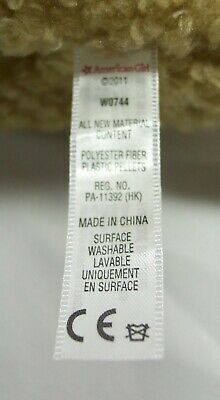 American Girl
©2011
W0744
ALL NEW MATERIAL
CONTENT
POLYESTER FIBER
PLASTIC PELLETS
REG. NO.
PA-11392 (HK)
MADE IN CHINA
SURFACE
WASHABLE
LAVABLE
UNIQUEMENT
EN SURFACE
CE